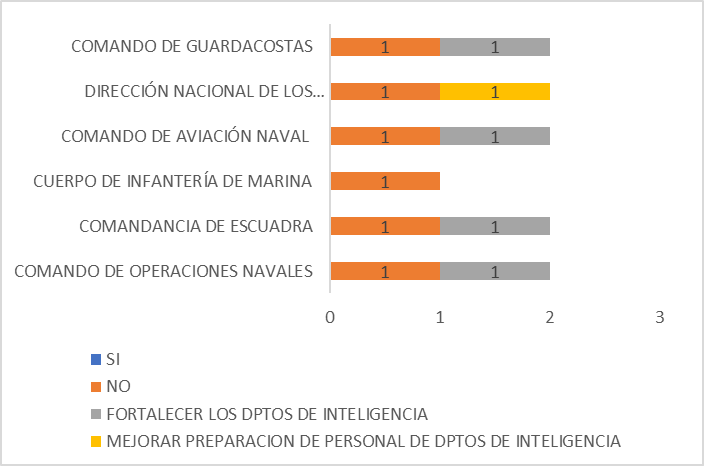 COMANDO DE GUARDACOSTAS 1 1
DIRECCIÓN NACIONAL DE LOS... 1 1
COMANDO DE AVIACIÓN NAVAL 1 1
CUERPO DE INFANTERÍA DE MARINA 1
COMANDANCIA DE ESCUADRA 1 1
COMANDO DE OPERACIONES NAVALES 1 1
0 1 2 3
SI
NO
FORTALECER LOS DPTOS DE INTELIGENCIA
MEJORAR PREPARACION DE PERSONAL DE DPTOS DE INTELIGENCIA